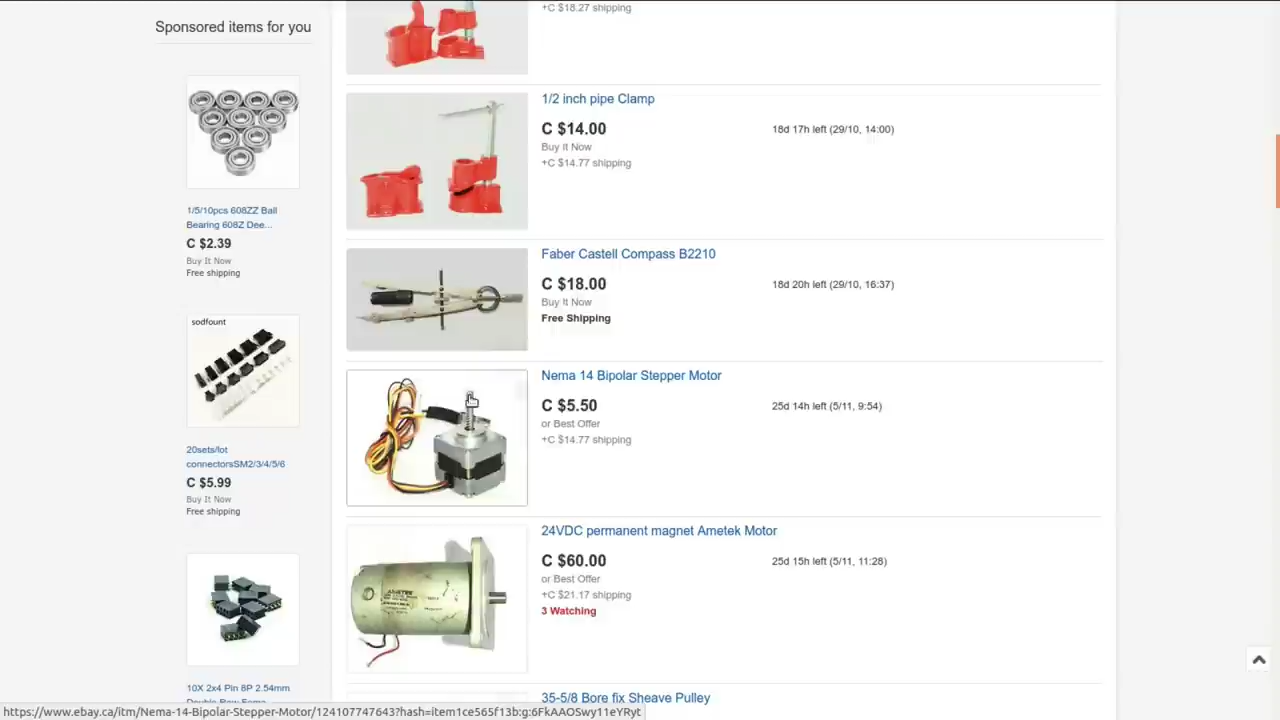 Sponsored items for you
1/5/10pcs 608ZZ Ball
Bearing 608Z Dee...
C $2.39
Buy It Now
Free shipping
sodfount
20sets/lot
connectorsSM2/3/4/5/6
C $5.99
Buy It Now
Free shipping
10X 2x4 Pin 8P 2.54mm
+C $18.27 shipping
1/2 inch pipe Clamp
C $14.00
18d 17h left (29/10, 14:00)
Buy It Now
+C $14.77 shipping
Faber Castell Compass B2210
C $18.00
18d 20h left (29/10, 16:37)
Buy It Now
Free Shipping
Nema 14 Bipolar Stepper Motor
C $5.50
25d 14h left (5/11, 9:54)
or Best Offer
+C $14.77 shipping
24VDC permanent magnet Ametek Motor
C $60.00
25d 15h left (5/11, 11:28)
or Best Offer
+C $21.17 shipping
3 Watching
AMETEK
35-5/8 Bore fix Sheave Pulley
https://www.ebay.ca/itm/Nema-14-Bipolar-Stepper-Motor/124107747643?hash=item1ce565f13b:g:6FkAAOSwy11eYRyt